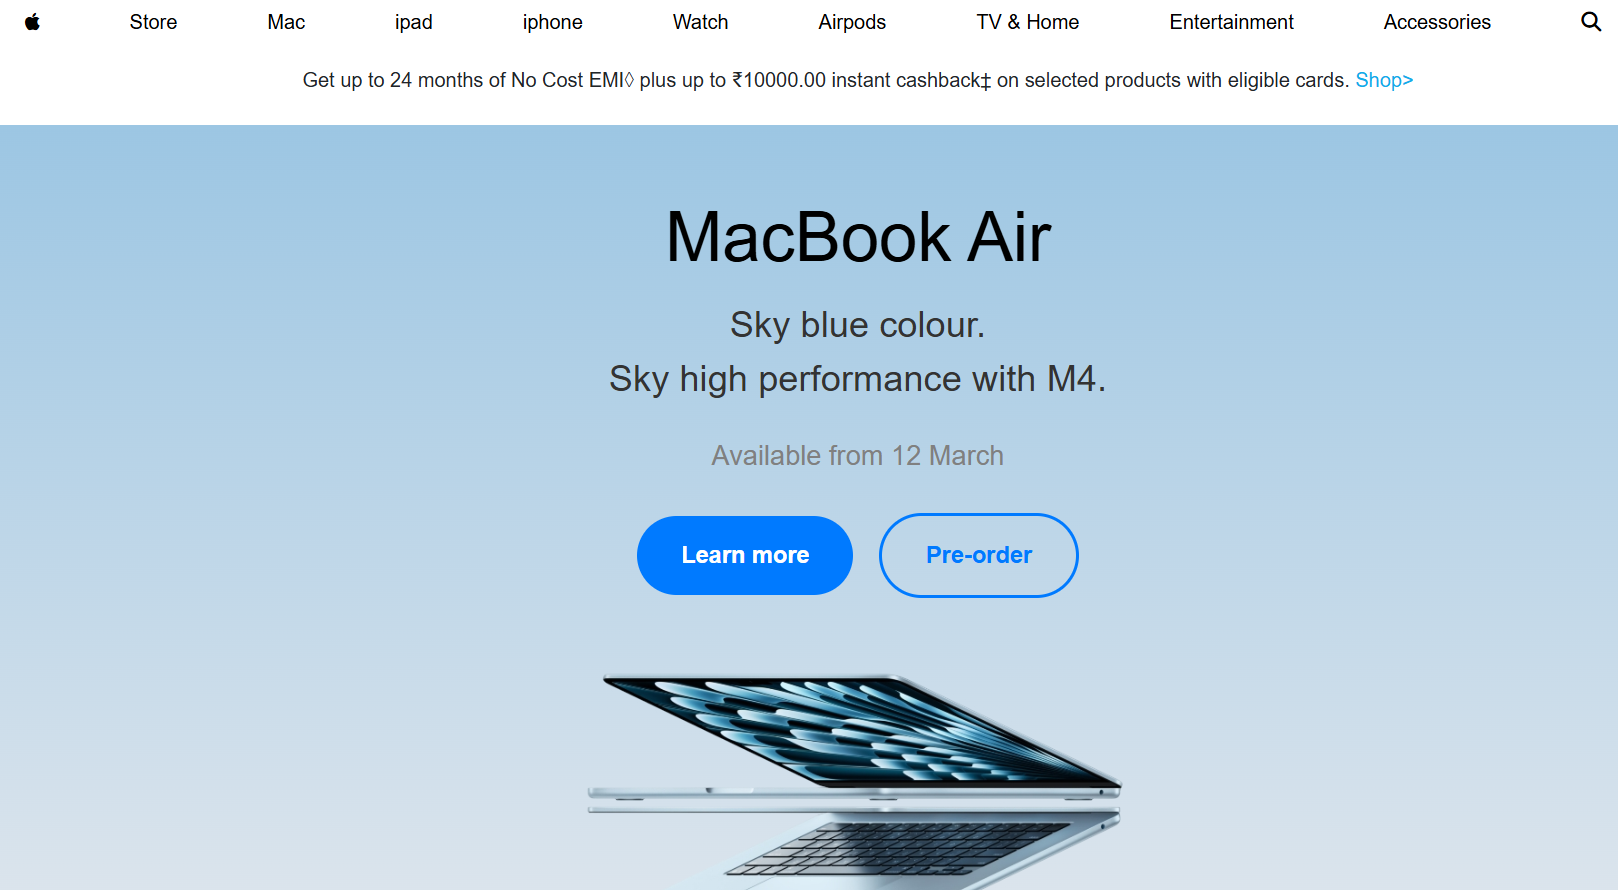 Store Mac ipad iphone Watch Airpods TV & Home Entertainment Accessories
Get up to 24 months of No Cost EMI◊ plus up to ₹10000.00 instant cashback‡ on selected products with eligible cards. Shop>
MacBook Air
Sky blue colour.
Sky high performance with M4.
Available from 12 March
Learn more Pre-order